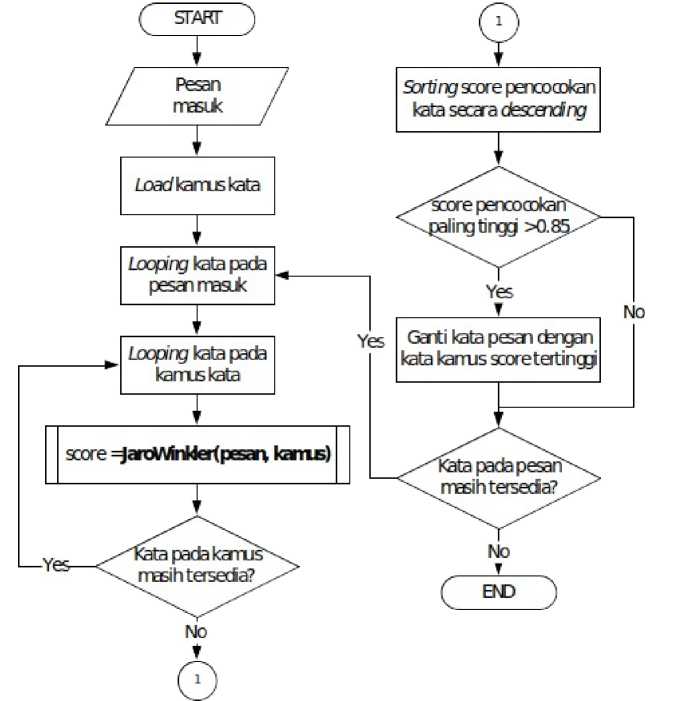 START
Pesan
masuk
Load kamus kata
Looping kata pada
pesan masuk
Looping kata pada
kamus kata
score =JaroWinkler(pesan, kamus)
Kata pada kamus
masih tersedia?
Yes
No
1
1
Sorting score pencocokan
kata secara descending
score pencocokan
paling tinggi >0.85
Yes
No
Ganti kata pesan dengan
kata kamus score tertinggi
Kata pada pesan
masih tersedia?
Yes
No
END